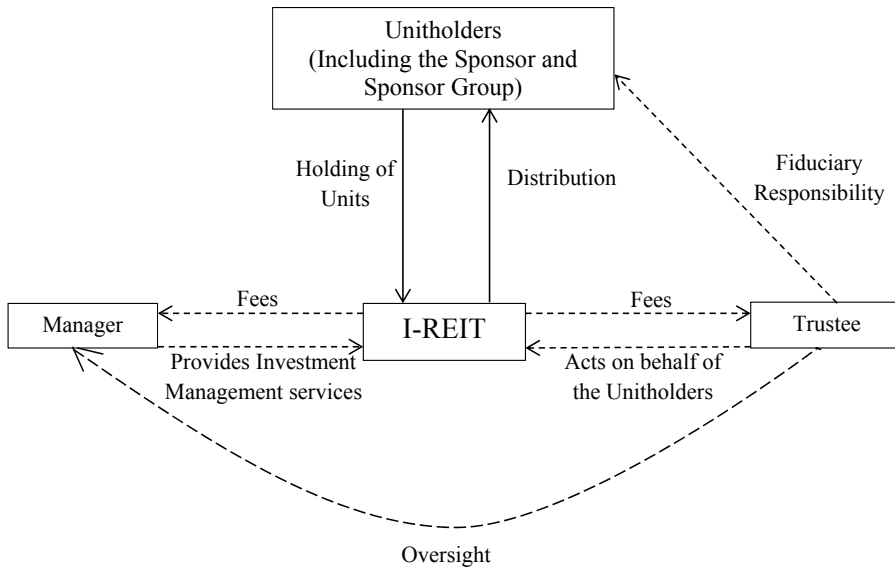 Unitholders
(Including the Sponsor and
Sponsor Group)
Holding of
Units
Distribution
Fiduciary
Responsibility
Fees
Fees
Manager
I-REIT
Trustee
Provides Investment
Management services
Acts on behalf of
the Unitholders
Oversight